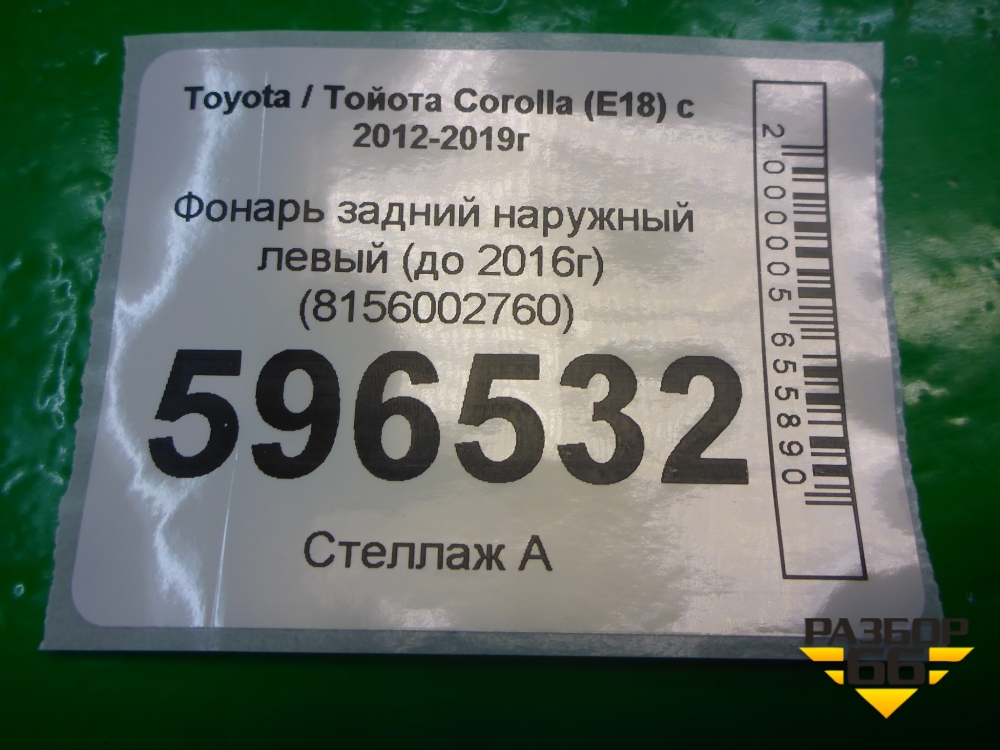 Toyota / Тойота Corolla (E18) с
2012-2019г
Фонарь задний наружный
левый (до 2016г)
(8156002760)
596532
Стеллаж А
2000005655890
РАЗБОР
66